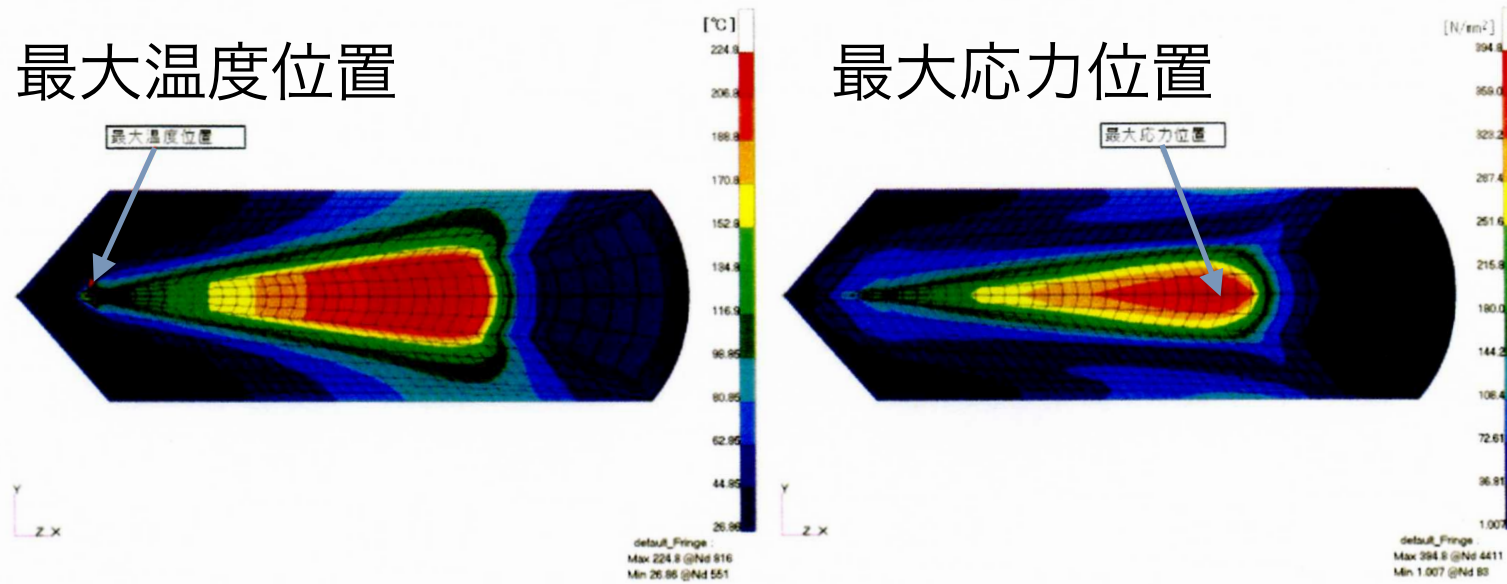 最大温度位置
[℃]
最大温度位置
224.8
206.8
188.8
170.8
152.8
134.8
116.9
98.85
80.85
62.85
44.85
26.86
Y
Z X
default_Fringe :
Max 224.8 @Nd 816
Min 26.86 @Nd 551
最大応力位置
[N/mm²]
最大応力位置
394.8
359.0
323.2
287.4
251.6
215.8
180.0
144.2
108.4
72.61
36.81
1.007
Y
Z X
default_Fringe :
Max 394.8 @Nd 4411
Min 1.007 @Nd 83